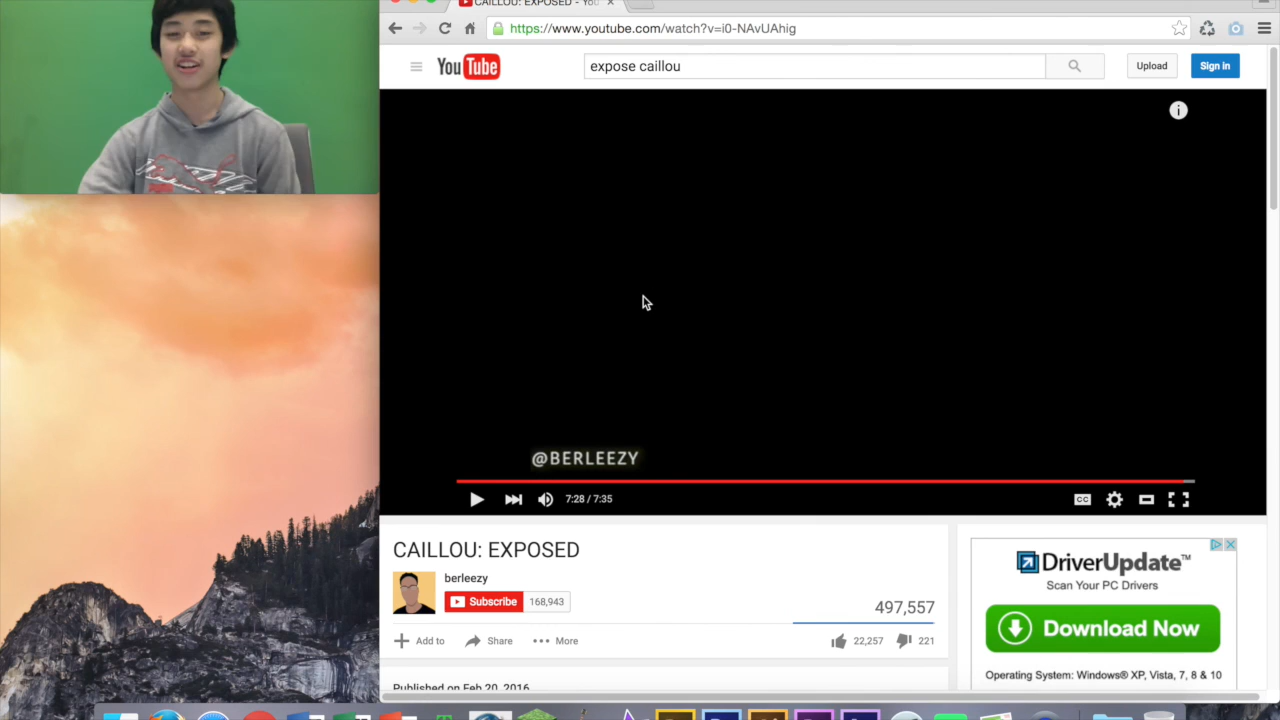 CAILLOU: EXPOSED - You
https://www.youtube.com/watch?v=i0-NAvUAhig
YouTube
expose caillou
Upload
Sign in
@BERLEEZY
7:28 / 7:35
CC
CAILLOU: EXPOSED
berleezy
Subscribe 168,943
497,557
Add to
Share
More
22,257
221
Published on Feb 20, 2016
DriverUpdate™
Scan Your PC Drivers
Download Now
Operating System: Windows® XP, Vista, 7, 8 & 10